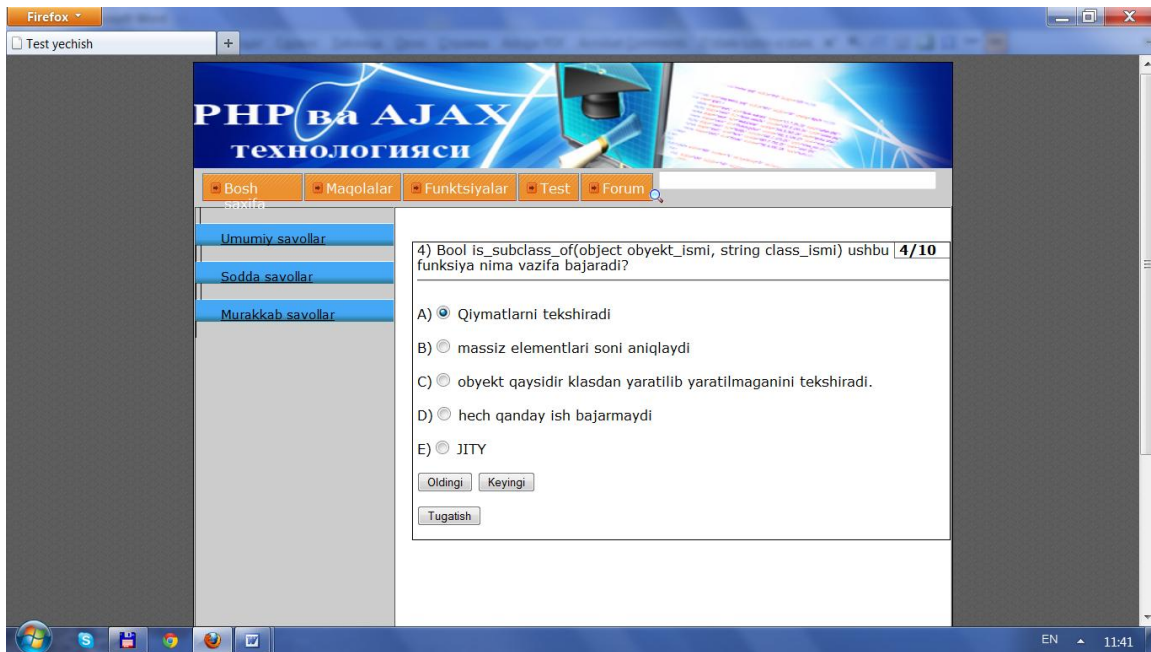 Firefox
Test yechish
PHP ва AJAX
технологияси
Bosh saxifa
Maqolalar
Funktsiyalar
Test
Forum
Umumiy savollar
Sodda savollar
Murakkab savollar
4) Bool is_subclass_of(object obyekt_ismi, string class_ismi) ushbu
4/10
funksiya nima vazifa bajaradi?
A) Qiymatlarni tekshiradi
B) massiz elementlari soni aniqlaydi
C) obyekt qaysidir klasdan yaratilib yaratilmaganini tekshiradi.
D) hech qanday ish bajarmaydi
E) JITY
Oldingi
Keyingi
Tugatish
EN
11:41